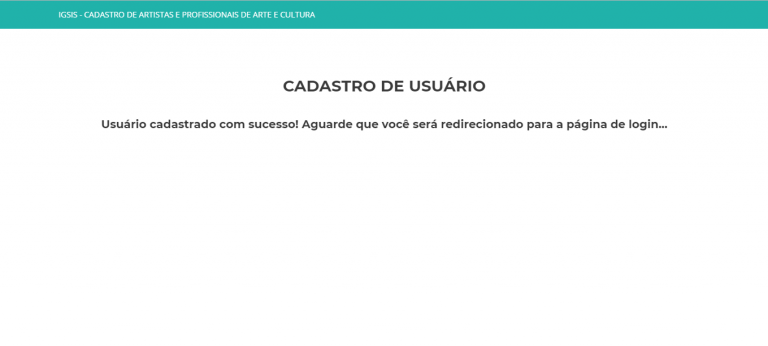 IGSIS - CADASTRO DE ARTISTAS E PROFISSIONAIS DE ARTE E CULTURA
CADASTRO DE USUÁRIO
Usuário cadastrado com sucesso! Aguarde que você será redirecionado para a página de login...